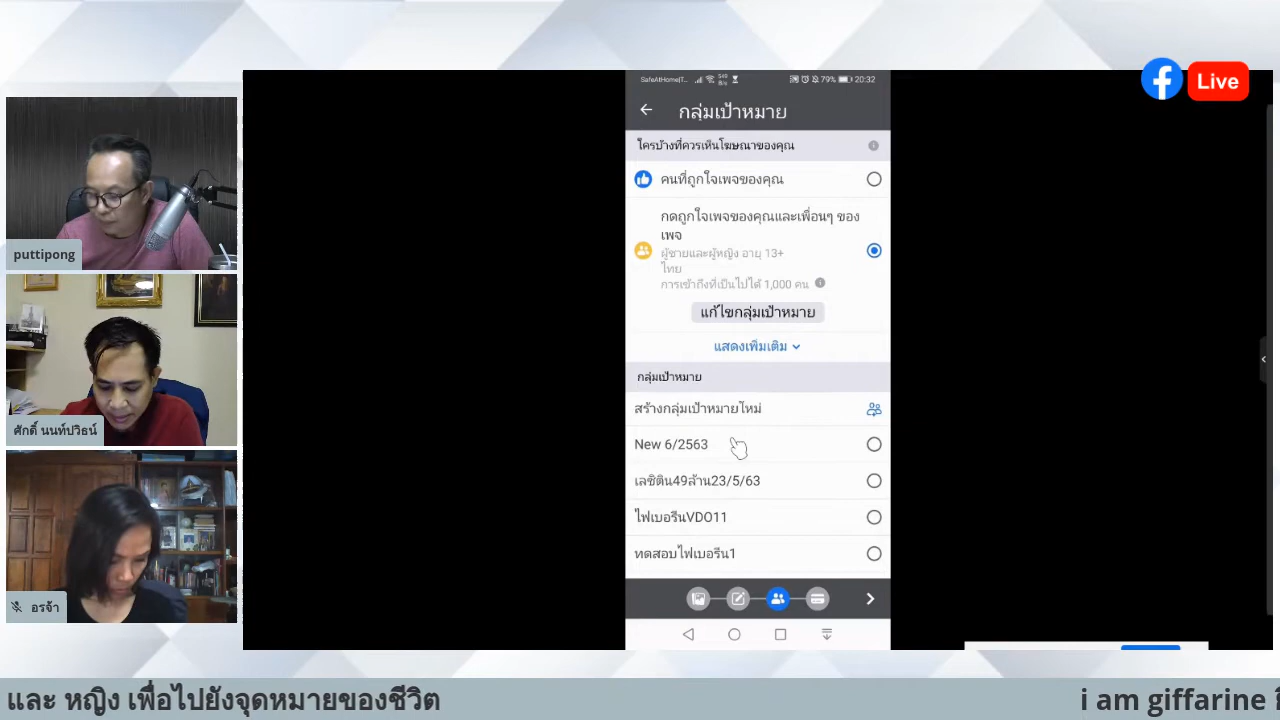 Live
SafeAtHome|T..
79%
20:32
กลุ่มเป้าหมาย
ใครบ้างที่ควรเห็นโฆษณาของคุณ
คนที่ถูกใจเพจของคุณ
กดถูกใจเพจของคุณและเพื่อนๆ ของ
เพจ
ผู้ชายและผู้หญิง อายุ 13+
ไทย
การเข้าถึงที่เป็นไปได้ 1,000 คน
แก้ไขกลุ่มเป้าหมาย
แสดงเพิ่มเติม
กลุ่มเป้าหมาย
สร้างกลุ่มเป้าหมายใหม่
New 6/2563
เลซิติน49ล้าน23/5/63
ไฟเบอรีนVDO11
ทดสอบไฟเบอรีน1
puttipong
ศักดิ์ นนท์ปวิธน์
อรจ้า
และ หญิง เพื่อไปยังจุดหมายของชีวิต
i am giffarine